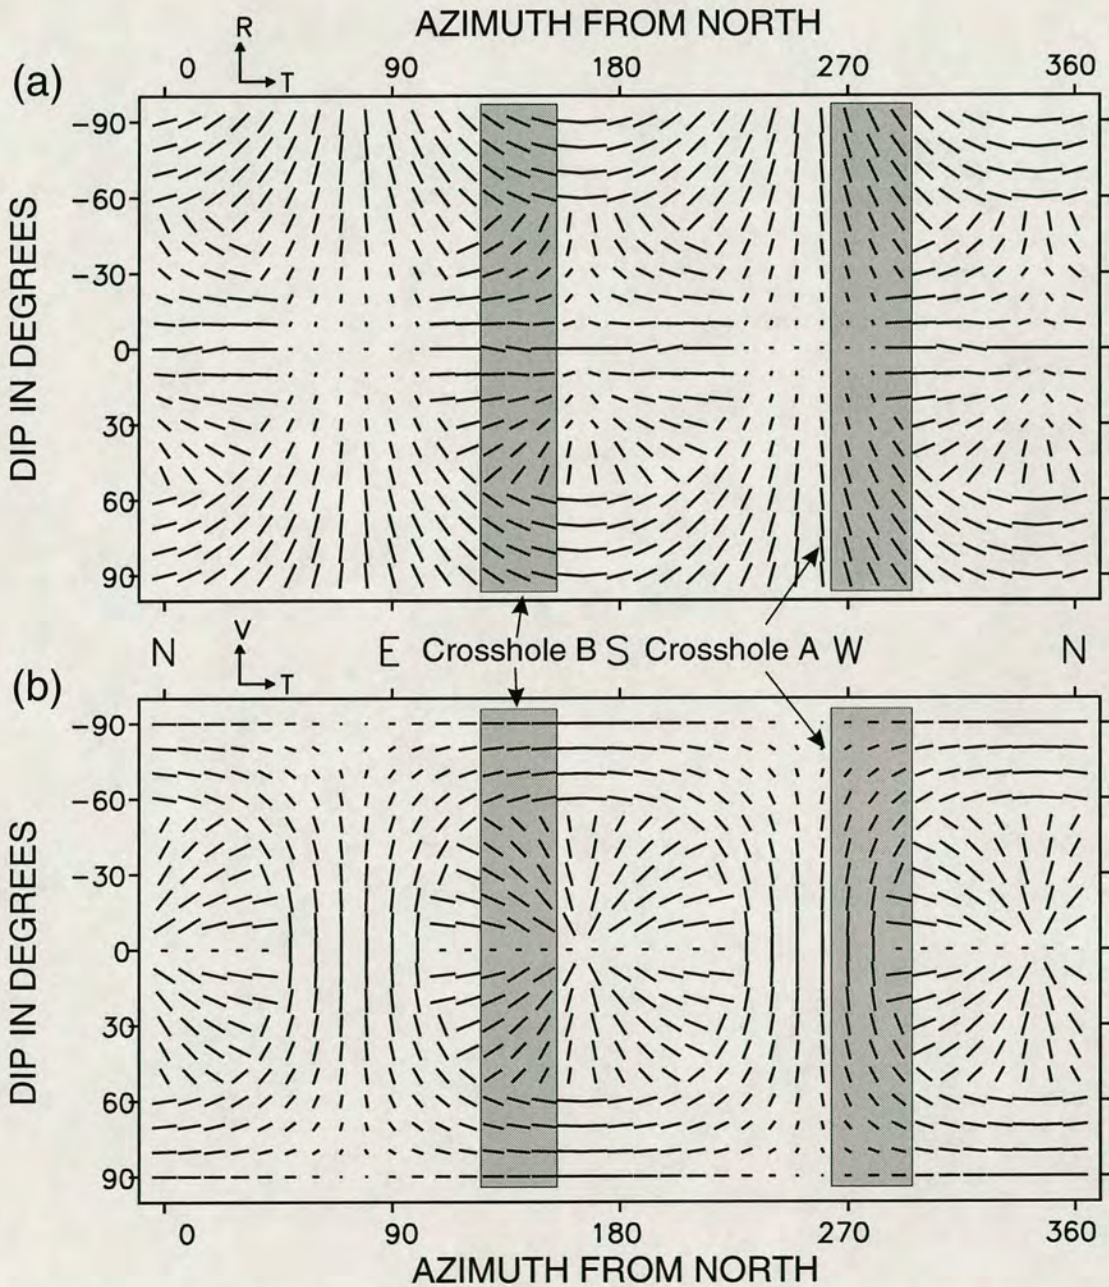 AZIMUTH FROM NORTH
R
T
(a)
0 90 180 270 360
DIP IN DEGREES
-90
-60
-30
0
30
60
90
N E Crosshole B S Crosshole A W N
V
T
(b)
DIP IN DEGREES
-90
-60
-30
0
30
60
90
0 90 180 270 360
AZIMUTH FROM NORTH